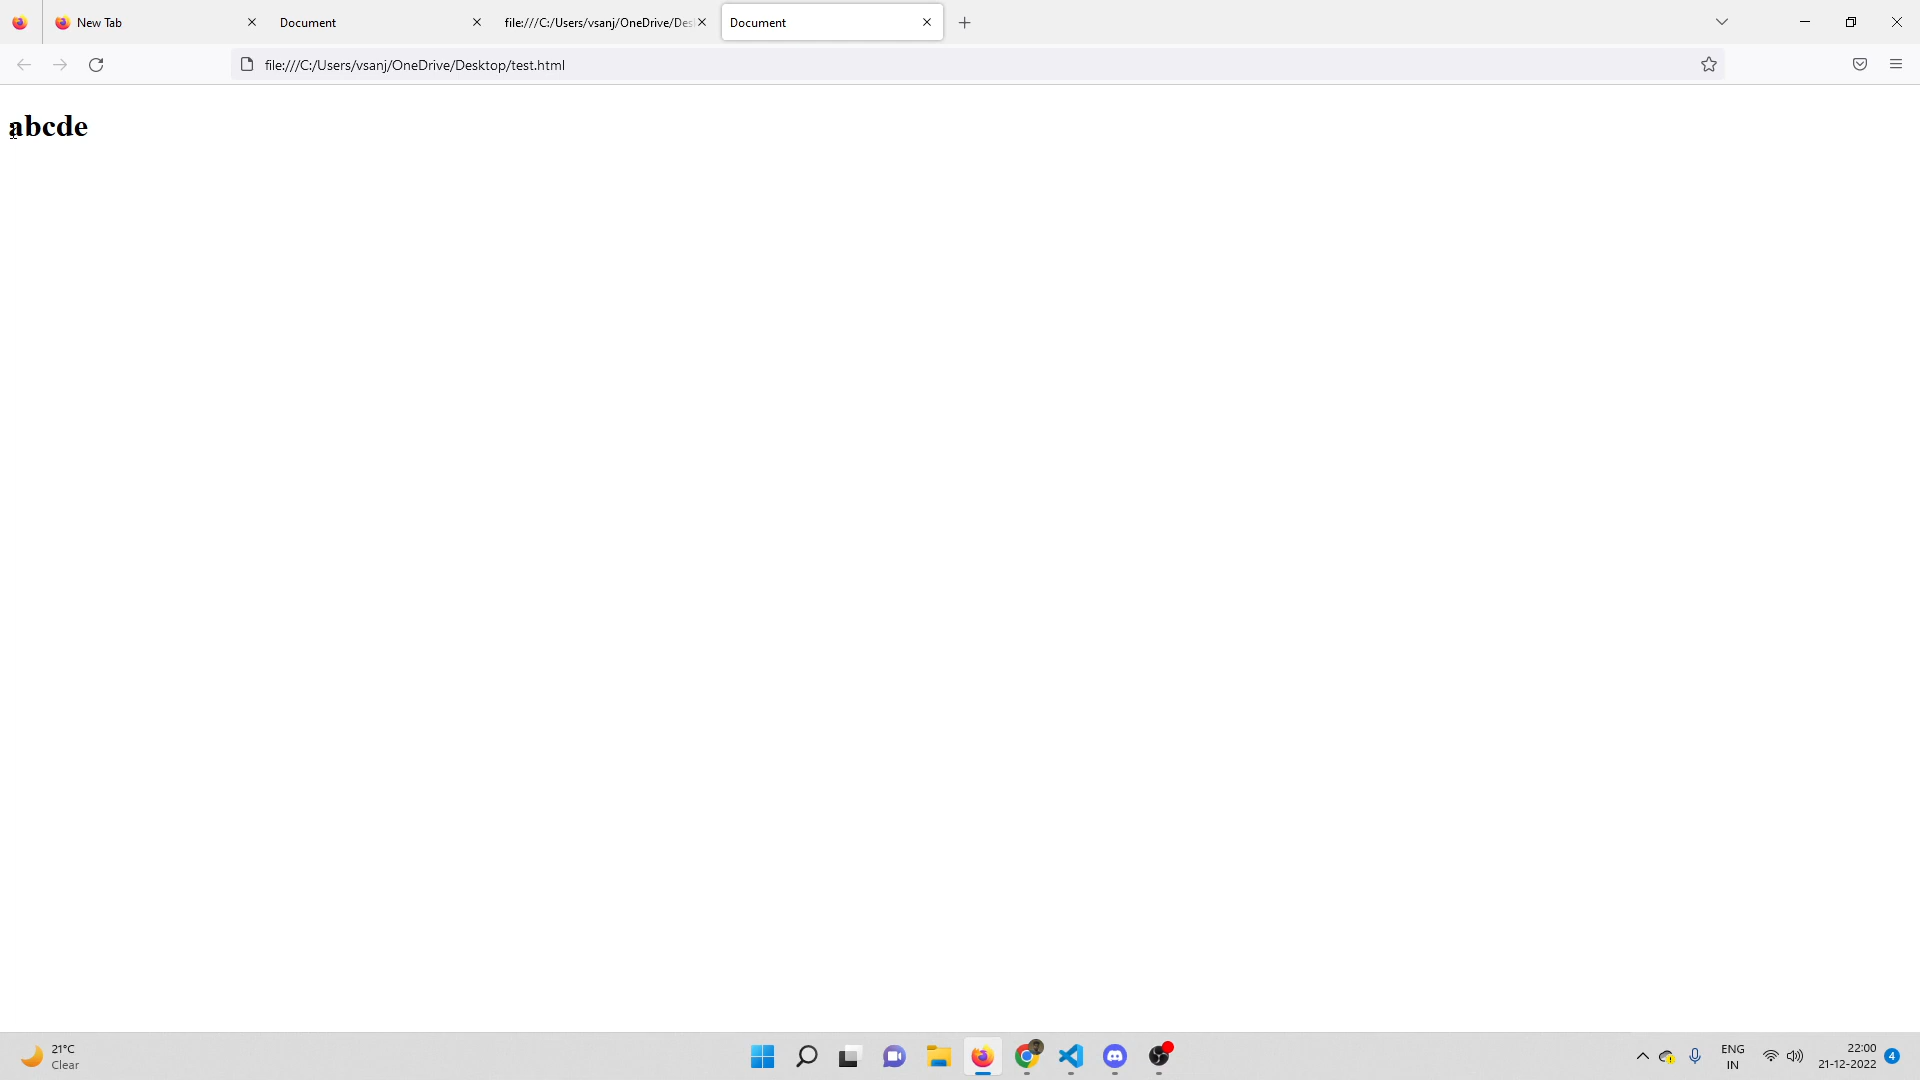 New Tab
Document
file:///C:/Users/vsanj/OneDrive/Des
Document
file:///C:/Users/vsanj/OneDrive/Desktop/test.html
abcde
21°C
Clear
ENG
IN
22:00
21-12-2022
4